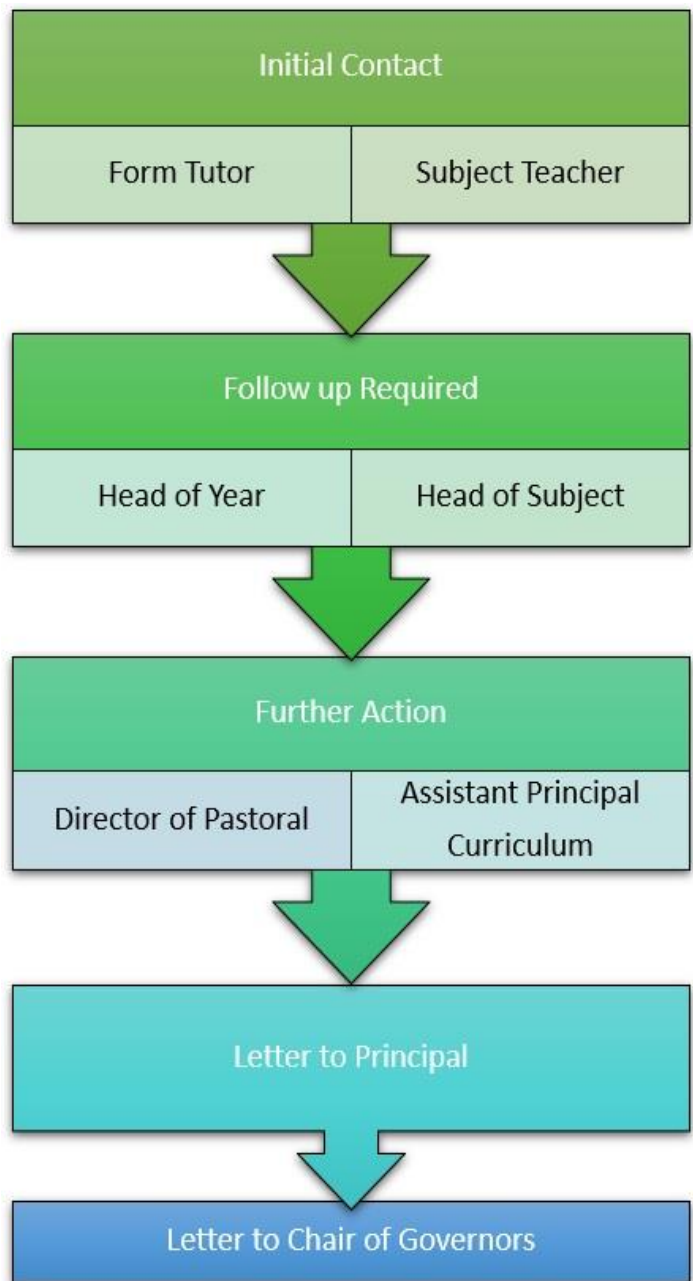 Initial Contact
Form Tutor
Subject Teacher
Follow up Required
Head of Year
Head of Subject
Further Action
Director of Pastoral
Assistant Principal
Curriculum
Letter to Principal
Letter to Chair of Governors